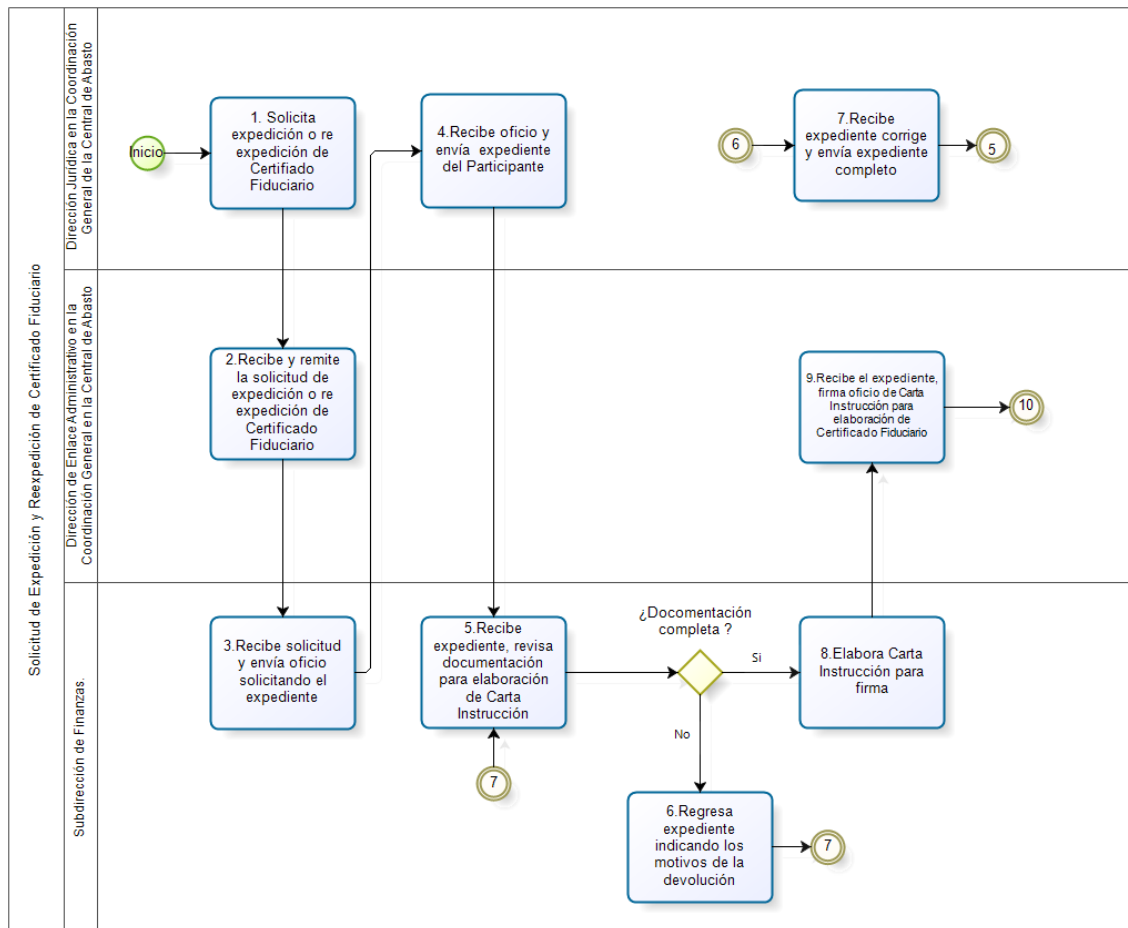 Solicitud de Expedición y Reexpedición de Certificado Fiduciario
Dirección Jurídica en la Coordinación
General de la Central de Abasto
Inicio
1. Solicita
expedición o re
expedición de
Certifiado
Fiduciario
4.Recibe oficio y
envía expediente
del Participante
6
7.Recibe
expediente corrige
y envía expediente
completo
5
Dirección de Enlace Administrativo en la
Coordinación General en la Central de Abasto
2.Recibe y remite
la solicitud de
expedición o re
expedición de
Certificado
Fiduciario
9.Recibe el expediente,
firma oficio de Carta
Instrucción para
elaboración de
Certificado Fiduciario
10
Subdirección de Finanzas.
3.Recibe solicitud
y envía oficio
solicitando el
expediente
5.Recibe
expediente, revisa
documentación
para elaboración
de Carta
Instrucción
7
¿Documentación
completa ?
Si
No
8.Elabora Carta
Instrucción para
firma
6.Regresa
expediente
indicando los
motivos de la
devolución
7